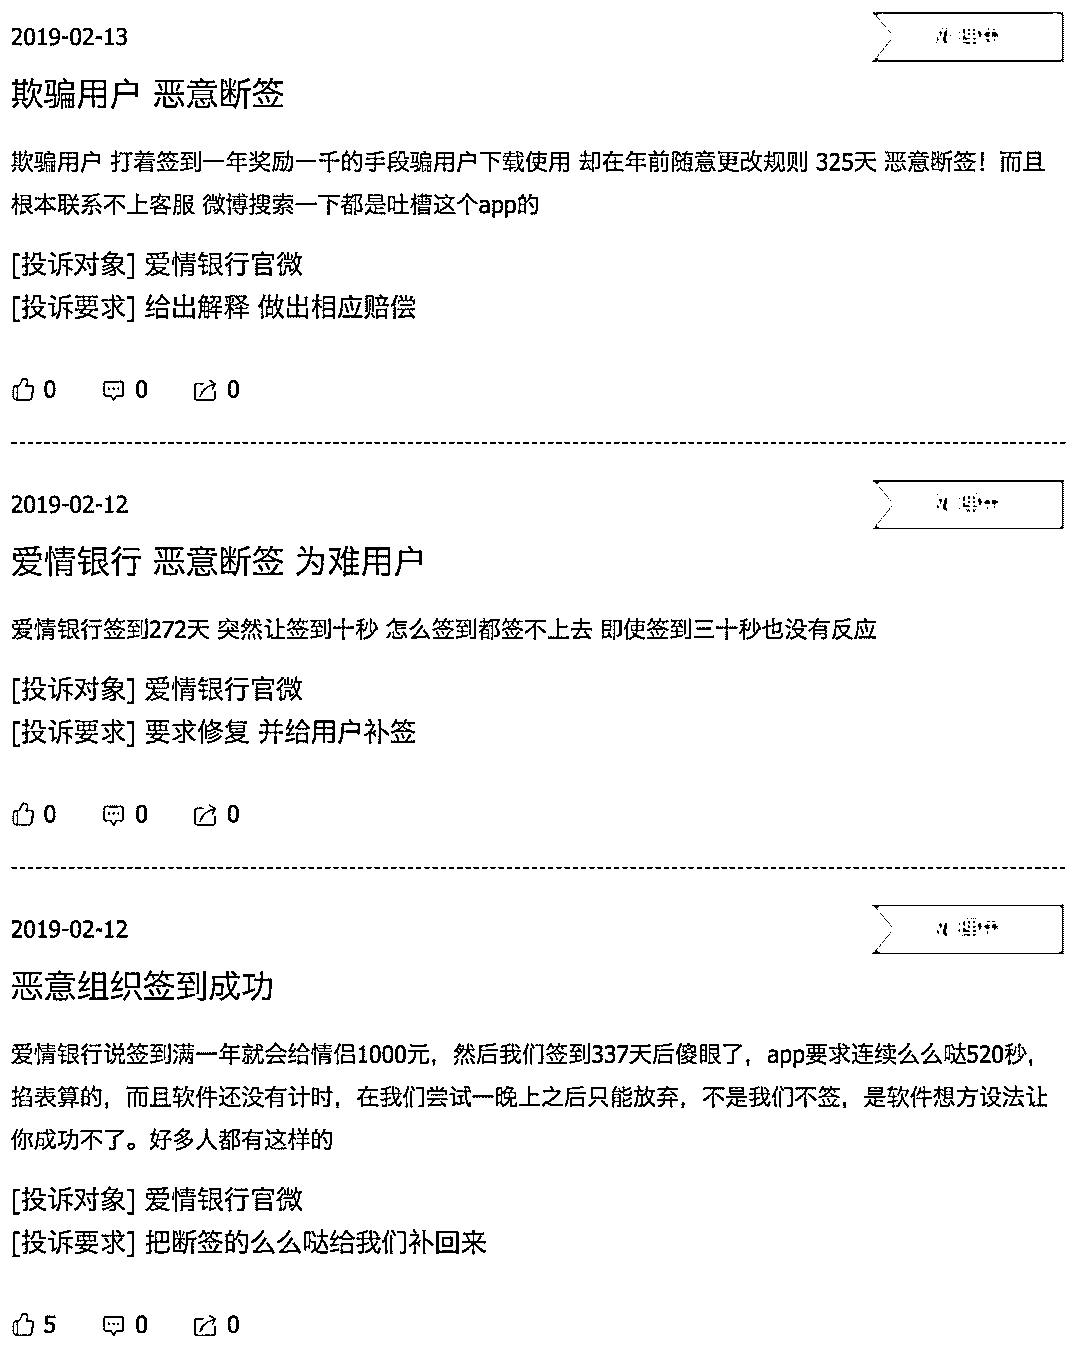 2019-02-13
欺骗用户 恶意断签
欺骗用户 打着签到一年奖励一千的手段骗用户下载使用 却在年前随意更改规则 325天 恶意断签！而且
根本联系不上客服 微博搜索一下都是吐槽这个app的
[投诉对象] 爱情银行官微
[投诉要求] 给出解释 做出相应赔偿
0 0 0
2019-02-12
爱情银行 恶意断签 为难用户
爱情银行签到272天 突然让签到十秒 怎么签到都签不上去 即使签到三十秒也没有反应
[投诉对象] 爱情银行官微
[投诉要求] 要求修复 并给用户补签
0 0 0
2019-02-12
恶意组织签到成功
爱情银行说签到满一年就会给情侣1000元，然后我们签到337天后傻眼了，app要求连续么么哒520秒，
掐表算的，而且软件还没有计时，在我们尝试一晚上之后只能放弃，不是我们不签，是软件想方设法让
你成功不了。好多人都有这样的
[投诉对象] 爱情银行官微
[投诉要求] 把断签的么么哒给我们补回来
5 0 0